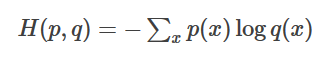 H(p, q) = − ∑ₓ p(x) log q(x)